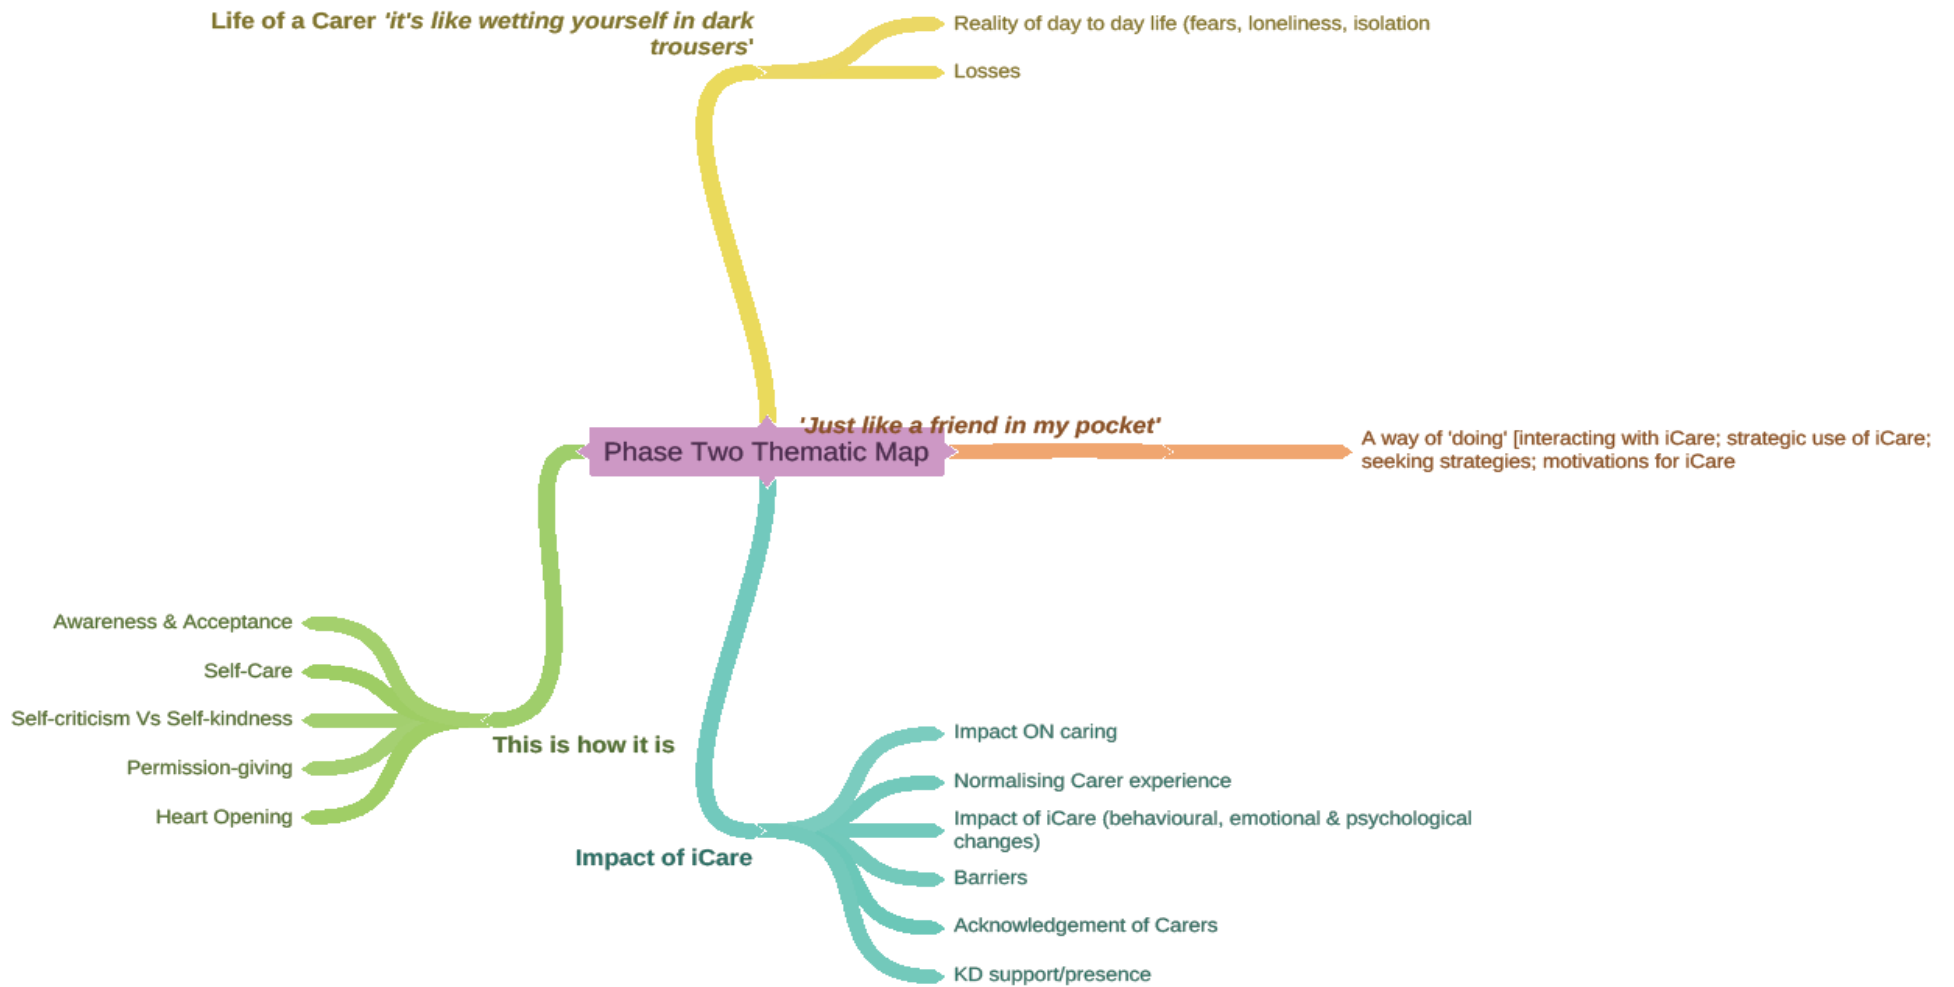 Life of a Carer 'it's like wetting yourself in dark
trousers'
Reality of day to day life (fears, loneliness, isolation
Losses
'Just like a friend in my pocket'
Phase Two Thematic Map
A way of 'doing' [interacting with iCare; strategic use of iCare;
seeking strategies; motivations for iCare
Awareness & Acceptance
Self-Care
Self-criticism Vs Self-kindness
Permission-giving
Heart Opening
This is how it is
Impact of iCare
Impact ON caring
Normalising Carer experience
Impact of iCare (behavioural, emotional & psychological
changes)
Barriers
Acknowledgement of Carers
KD support/presence